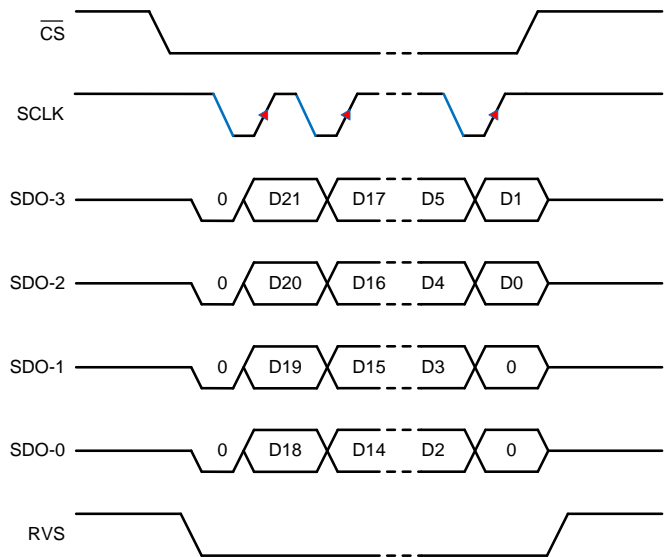 CS
SCLK
SDO-3 0 D21 D17 D5 D1
SDO-2 0 D20 D16 D4 D0
SDO-1 0 D19 D15 D3 0
SDO-0 0 D18 D14 D2 0
RVS